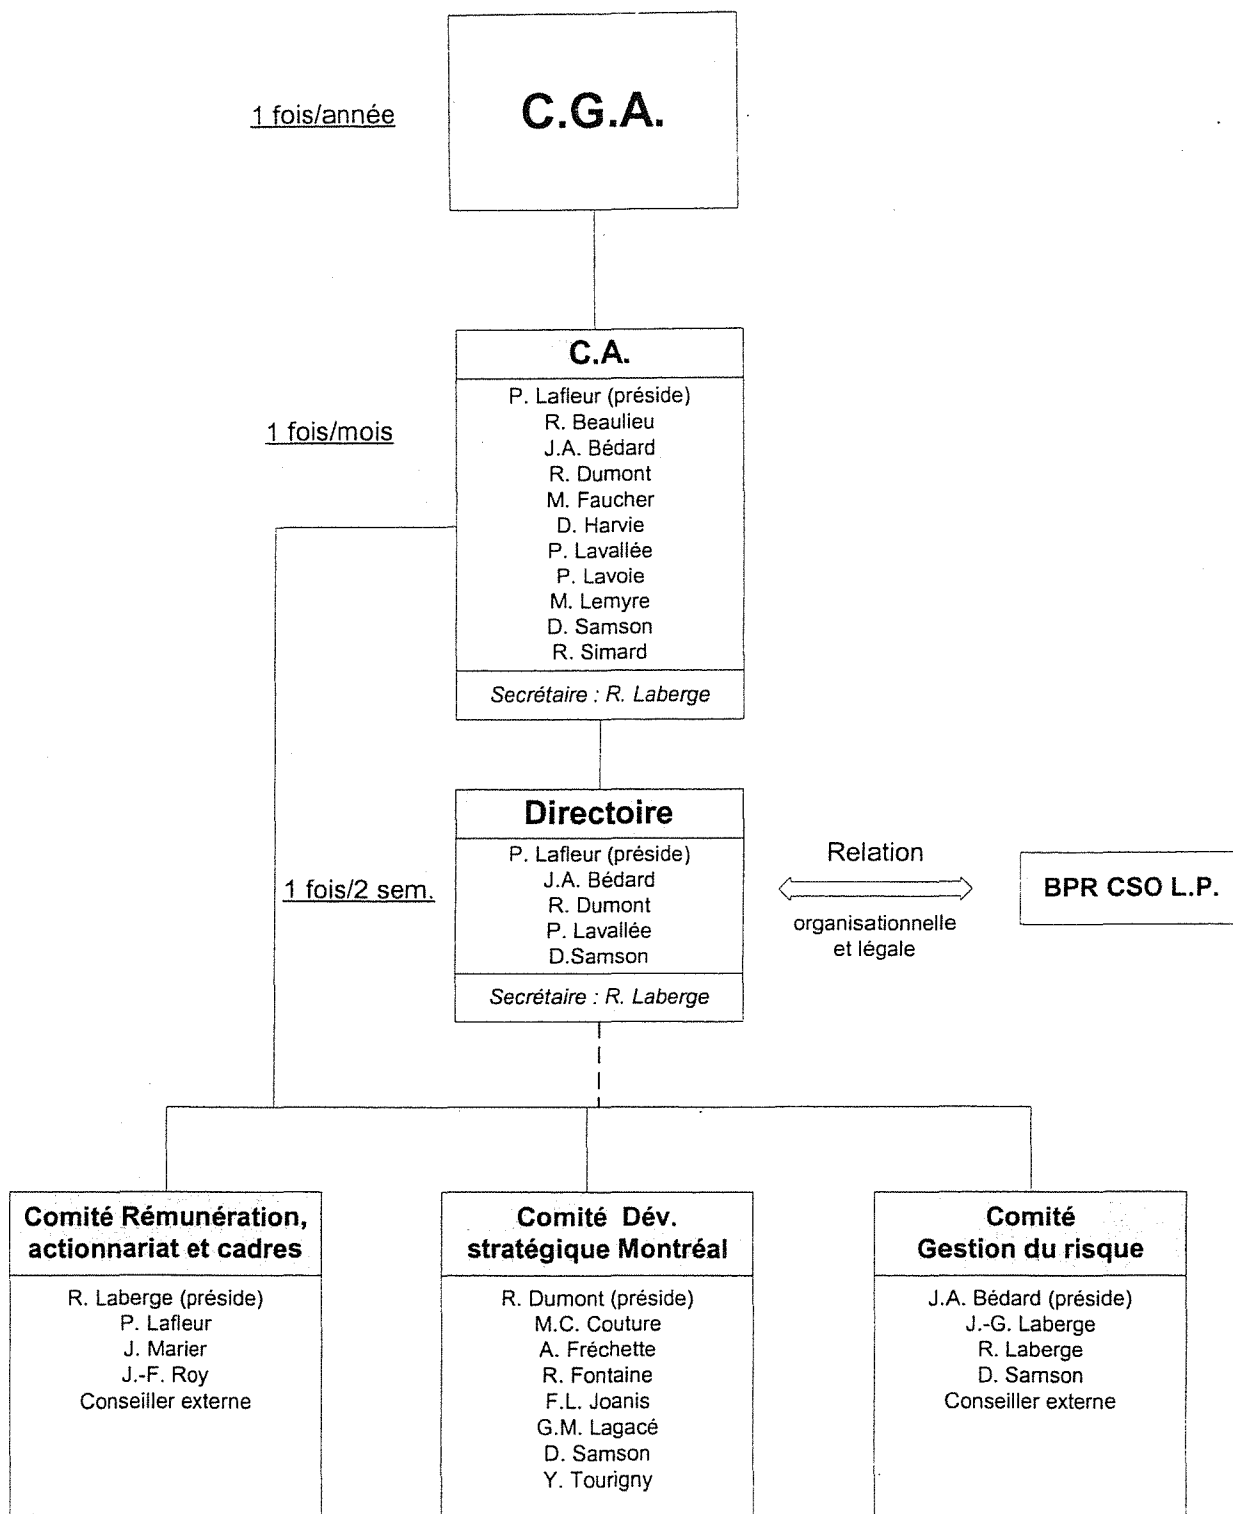 1 fois/année
C.G.A.
C.A.
1 fois/mois
P. Lafleur (préside)
R. Beaulieu
J.A. Bédard
R. Dumont
M. Faucher
D. Harvie
P. Lavallée
P. Lavoie
M. Lemyre
D. Samson
R. Simard
Secrétaire : R. Laberge
Directoire
1 fois/2 sem.
P. Lafleur (préside)
J.A. Bédard
R. Dumont
P. Lavallée
D.Samson
Secrétaire : R. Laberge
Relation
organisationnelle
et légale
BPR CSO L.P.
Comité Rémunération,
actionnariat et cadres
R. Laberge (préside)
P. Lafleur
J. Marier
J.-F. Roy
Conseiller externe
Comité Dév.
stratégique Montréal
R. Dumont (préside)
M.C. Couture
A. Fréchette
R. Fontaine
F.L. Joanis
G.M. Lagacé
D. Samson
Y. Tourigny
Comité
Gestion du risque
J.A. Bédard (préside)
J.-G. Laberge
R. Laberge
D. Samson
Conseiller externe